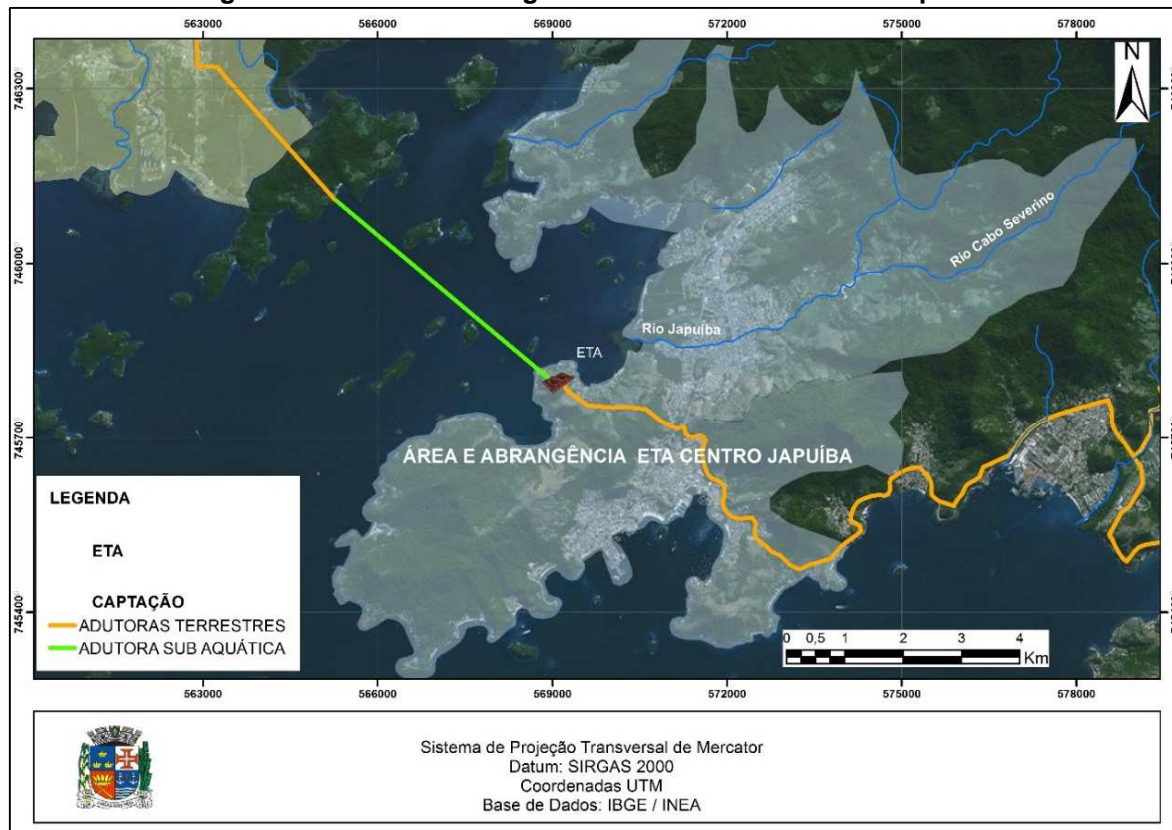 563000 566000 569000 572000 575000 578000
N
7463000
7460000
7457000
7454000
Rio Cabo Severino
Rio Japuíba
ETA
ÁREA E ABRANGÊNCIA ETA CENTRO JAPUÍBA
LEGENDA
ETA
CAPTAÇÃO
ADUTORAS TERRESTRES
ADUTORA SUB AQUÁTICA
0 0,5 1 2 3 4
Km
563000 566000 569000 572000 575000 578000
Sistema de Projeção Transversal de Mercator
Datum: SIRGAS 2000
Coordenadas UTM
Base de Dados: IBGE / INEA